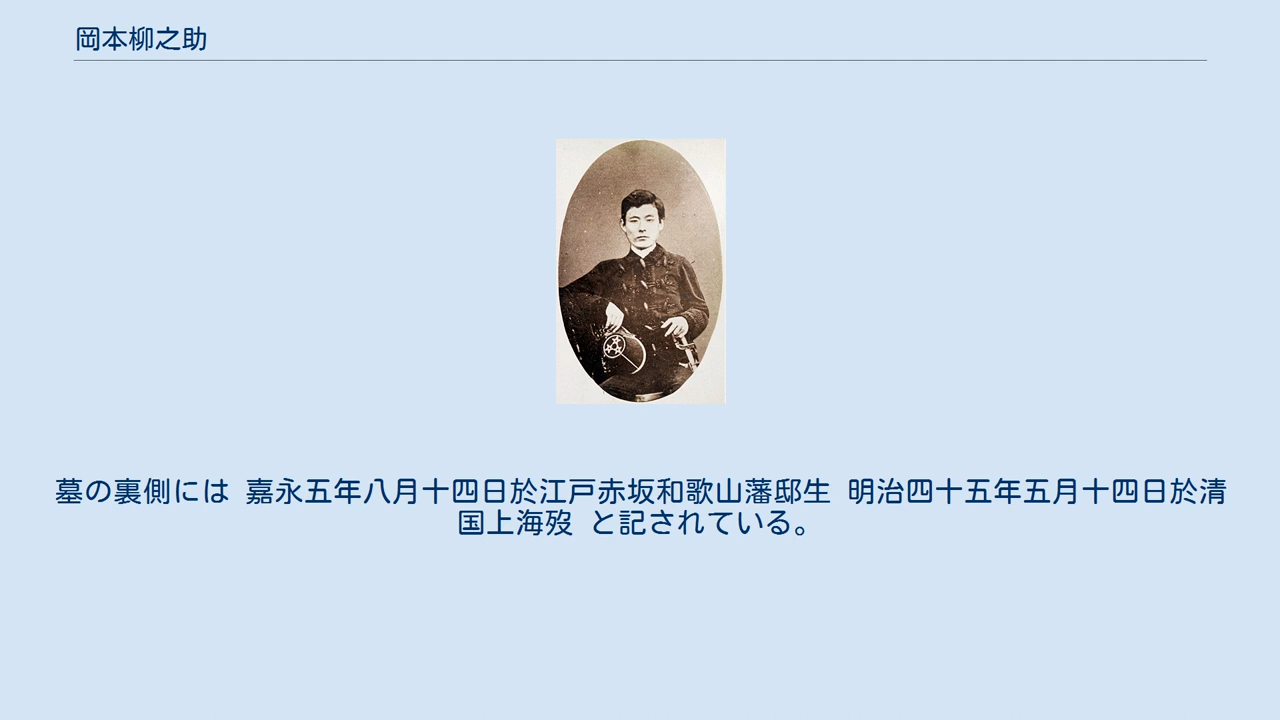 岡本柳之助
墓の裏側には 嘉永五年八月十四日於江戸赤坂和歌山藩邸生 明治四十五年五月十四日於清
国上海歿 と記されている。